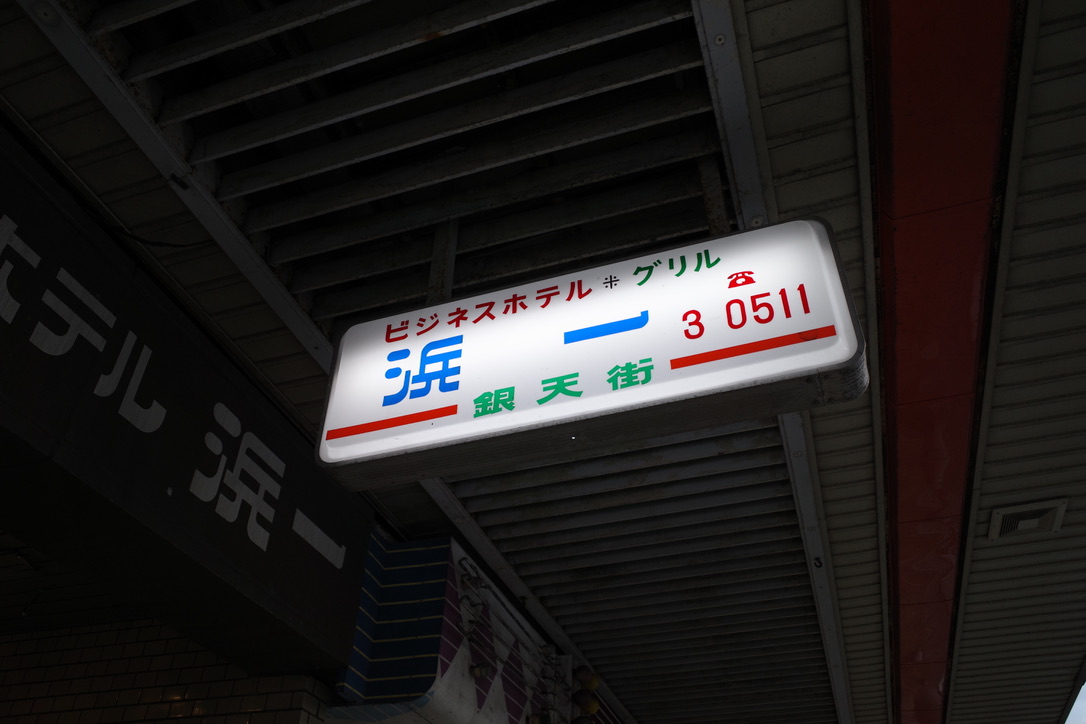 ビジネスホテル※グリル
浜一
☎
3 0511
銀天街
ホテル 浜一